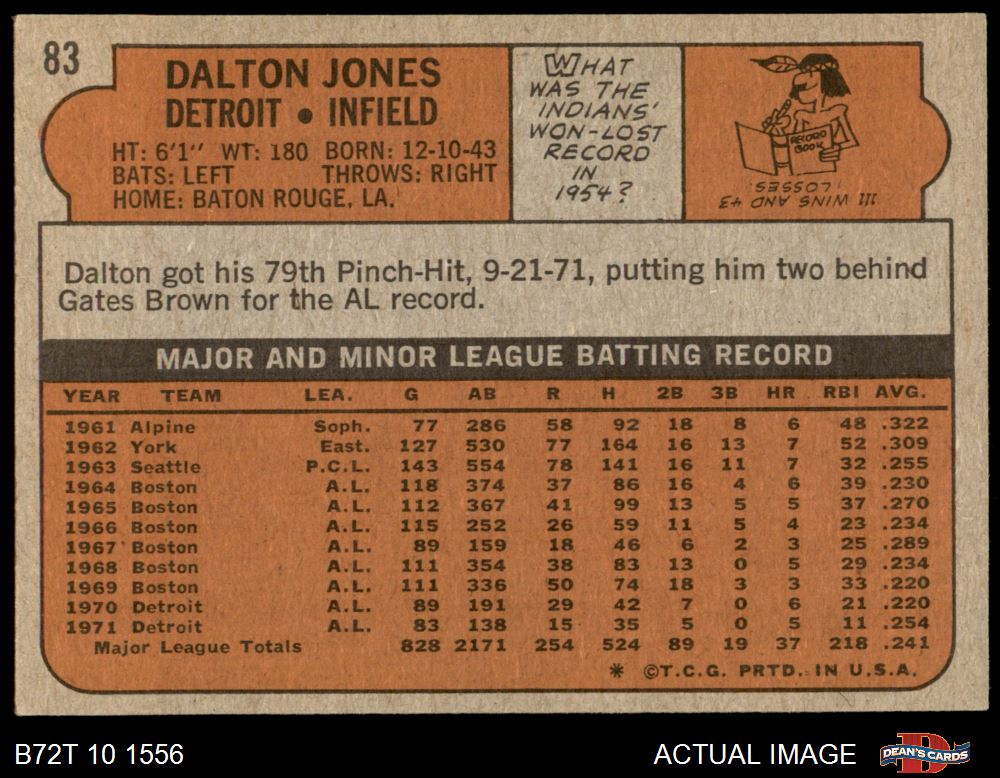 83
DALTON JONES
DETROIT • INFIELD
HT: 6'1" WT: 180 BORN: 12-10-43
BATS: LEFT THROWS: RIGHT
HOME: BATON ROUGE, LA.
WHAT
WAS THE
INDIANS'
WON-LOST
RECORD
IN
1954?
RECORD
BOOK
111 WINS AND 43
LOSSES.
Dalton got his 79th Pinch-Hit, 9-21-71, putting him two behind
Gates Brown for the AL record.
MAJOR AND MINOR LEAGUE BATTING RECORD
YEAR TEAM LEA. G AB R H 2B 3B HR RBI AVG.
1961 Alpine Soph. 77 286 58 92 18 8 6 48 .322
1962 York East. 127 530 77 164 16 13 7 52 .309
1963 Seattle P.C.L. 143 554 78 141 16 11 7 32 .255
1964 Boston A.L. 118 374 37 86 16 4 6 39 .230
1965 Boston A.L. 112 367 41 99 13 5 5 37 .270
1966 Boston A.L. 115 252 26 59 11 5 4 23 .234
1967 Boston A.L. 89 159 18 46 6 2 3 25 .289
1968 Boston A.L. 111 354 38 83 13 0 5 29 .234
1969 Boston A.L. 111 336 50 74 18 3 3 33 .220
1970 Detroit A.L. 89 191 29 42 7 0 6 21 .220
1971 Detroit A.L. 83 138 15 35 5 0 5 11 .254
Major League Totals 828 2171 254 524 89 19 37 218 .241
* ©T.C.G. PRTD. IN U.S.A.
B72T 10 1556 ACTUAL IMAGE DEAN'S CARDS